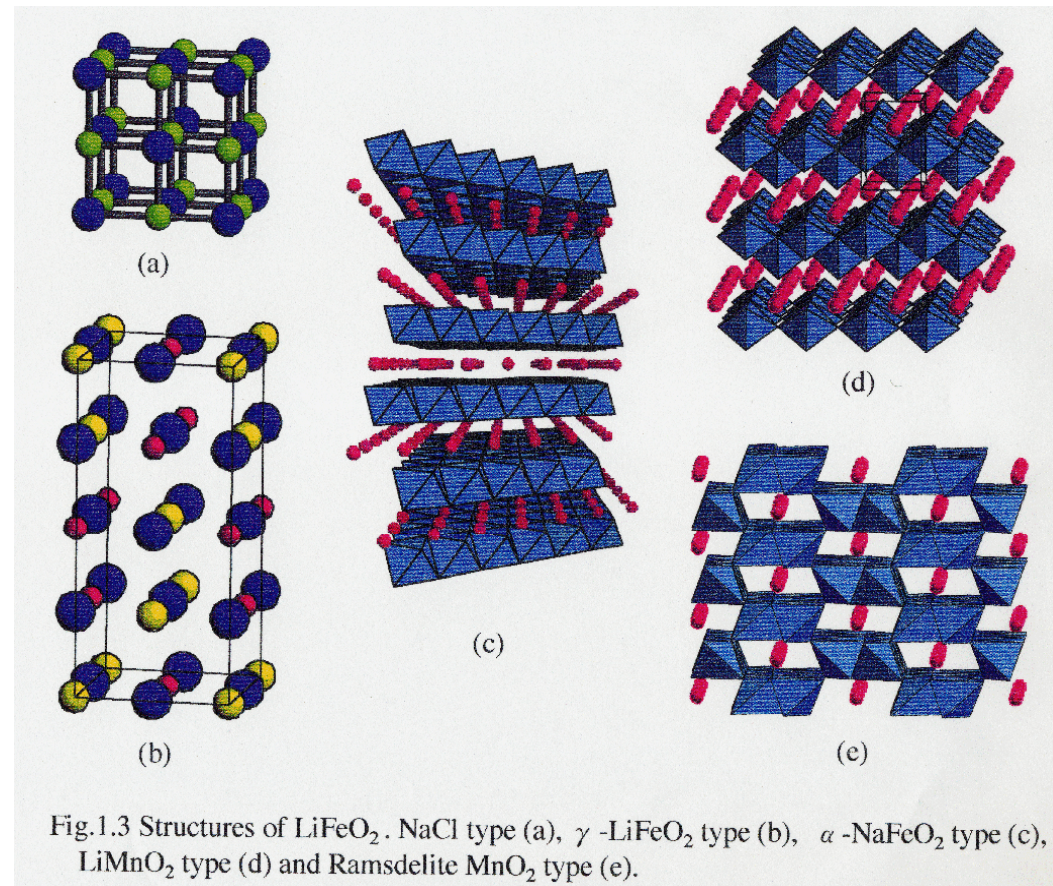 (a)
(b)
(c)
(d)
(e)
Fig.1.3 Structures of LiFeO₂. NaCl type (a), γ -LiFeO₂ type (b), α -NaFeO₂ type (c),
LiMnO₂ type (d) and Ramsdelite MnO₂ type (e).